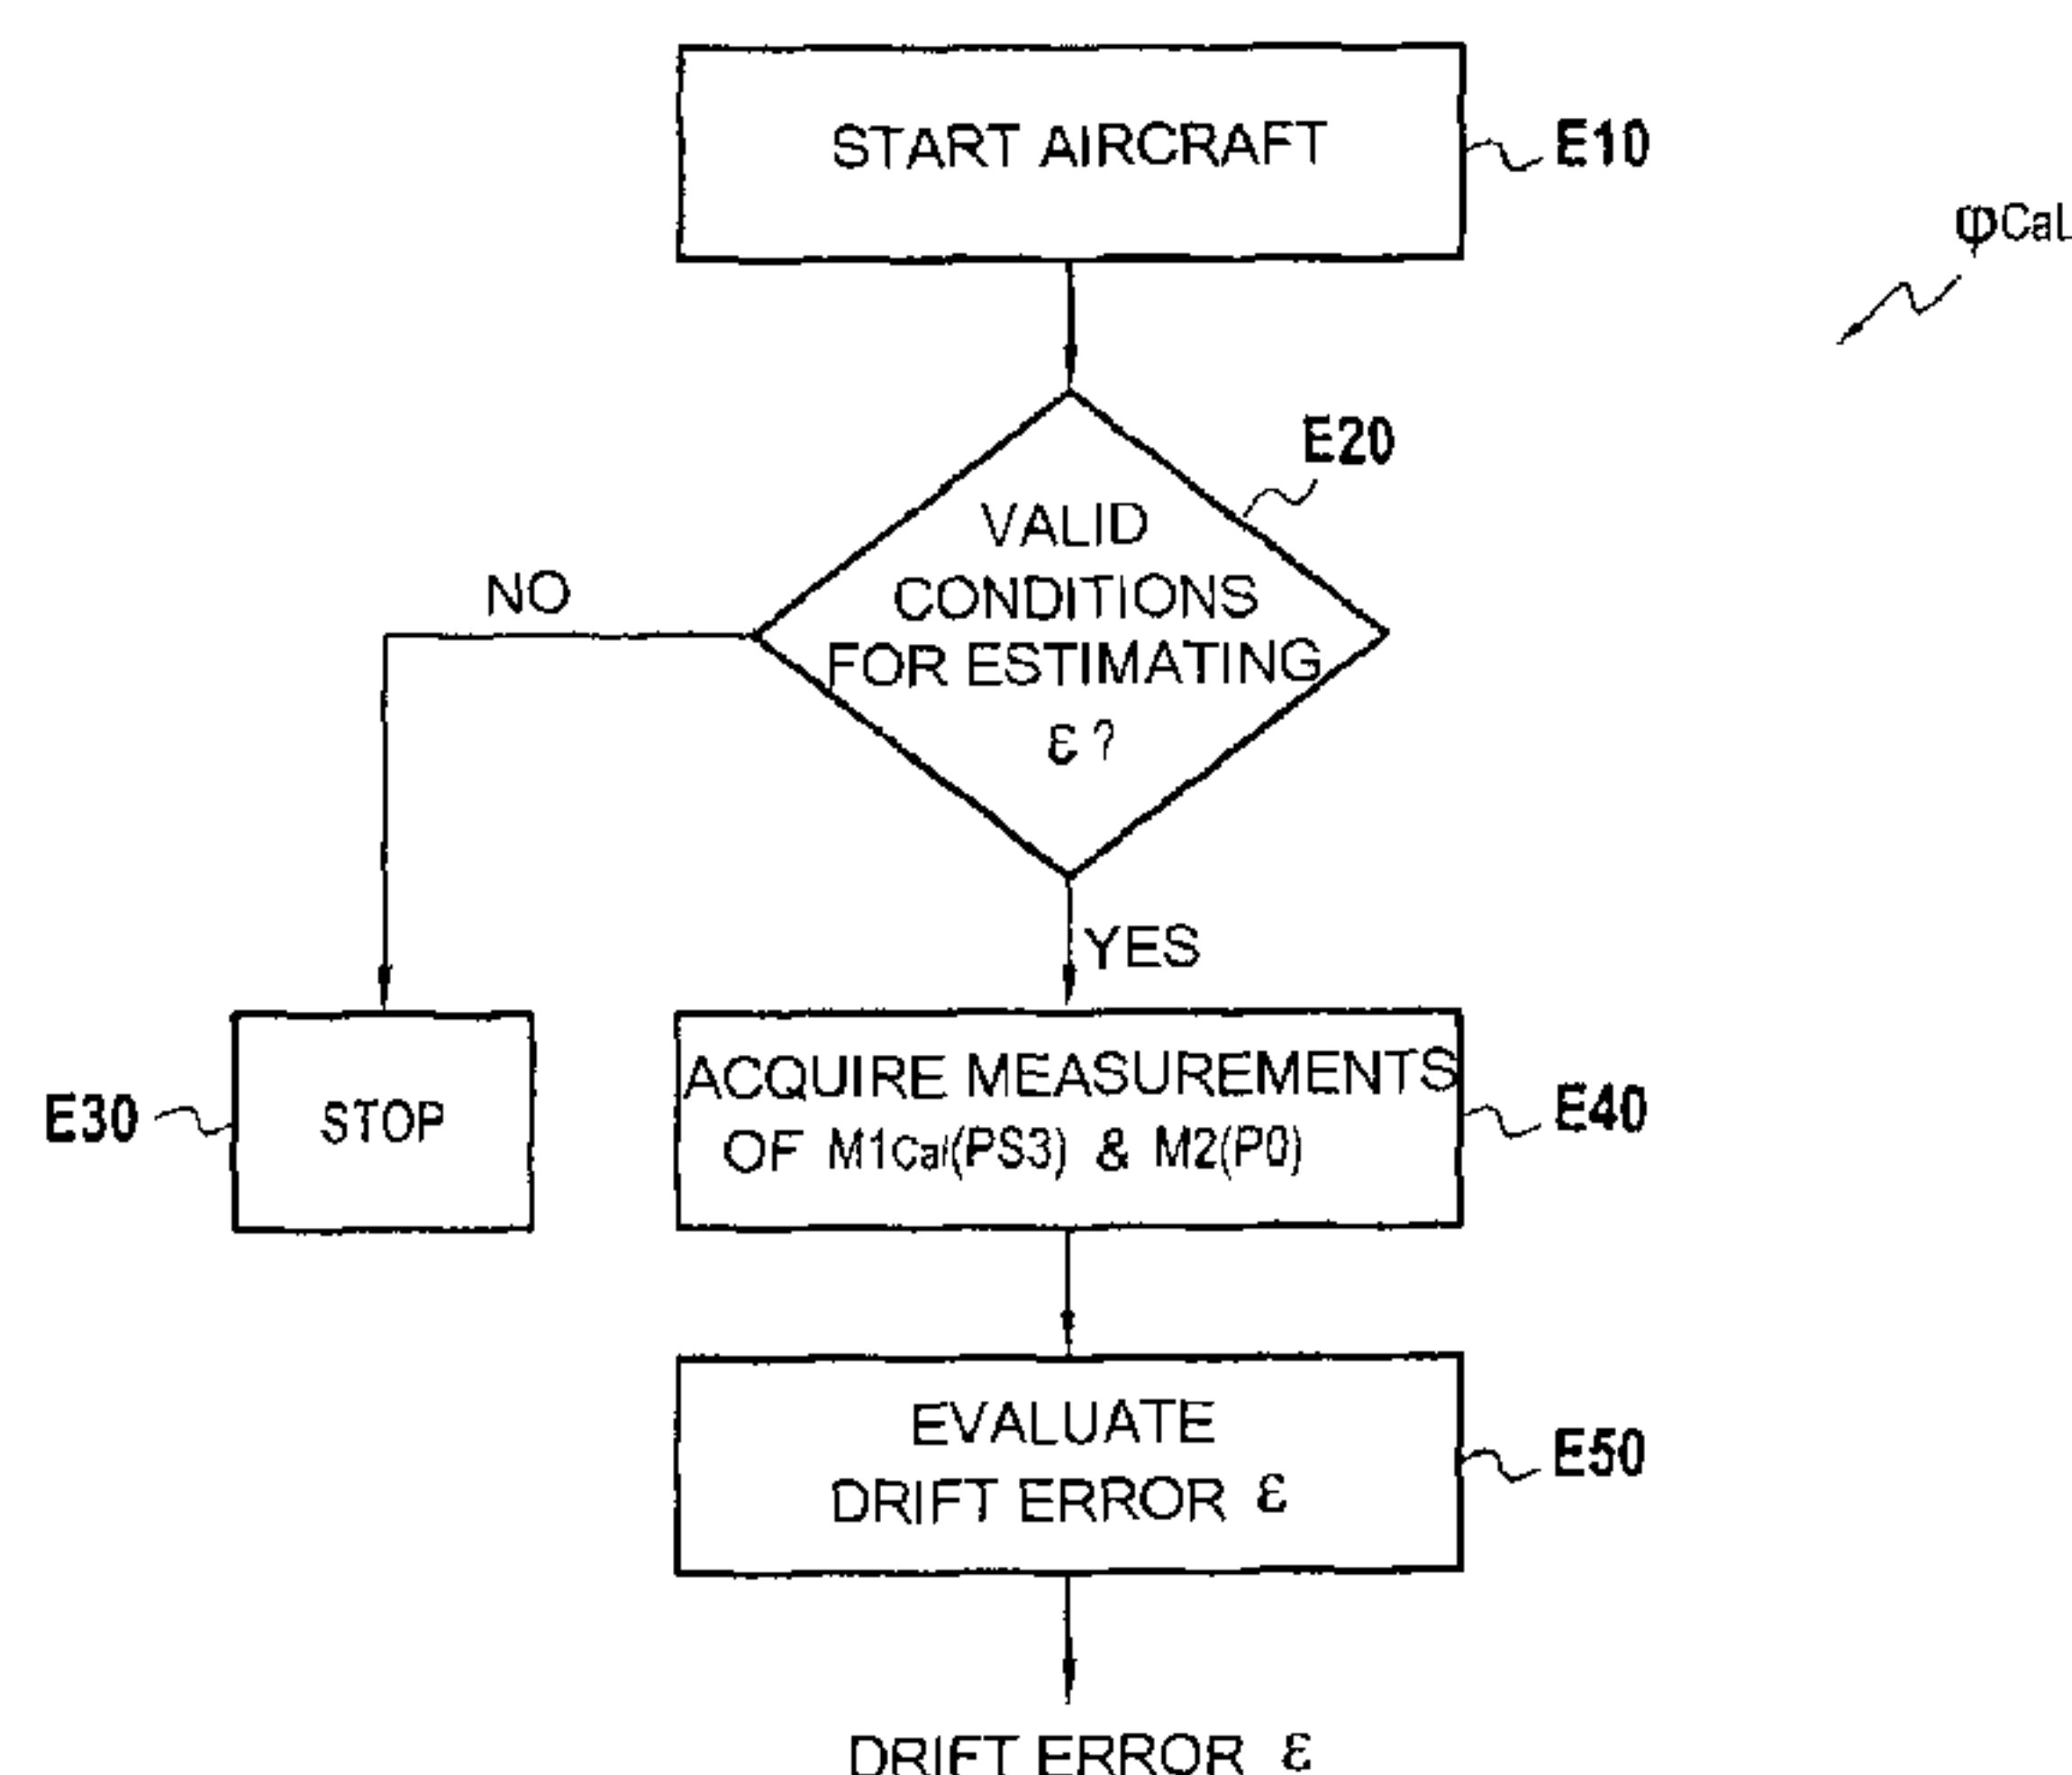 START AIRCRAFT
E10
φCaL
E20
VALID
CONDITIONS
FOR ESTIMATING
ε ?
NO
YES
E30
STOP
ACQUIRE MEASUREMENTS
OF M1Cal(PS3) & M2(P0)
E40
EVALUATE
DRIFT ERROR ε
E50
DRIFT ERROR ε